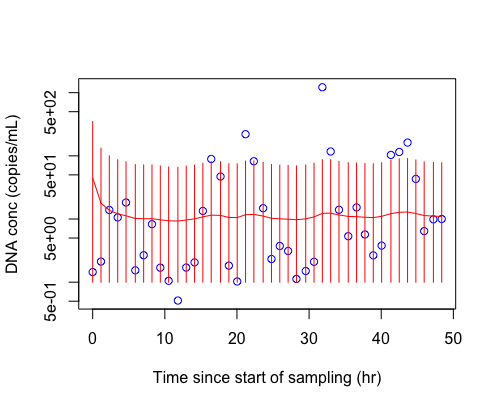 DNA conc (copies/mL)
5e+02
5e+01
5e+00
5e-01
0 10 20 30 40 50
Time since start of sampling (hr)